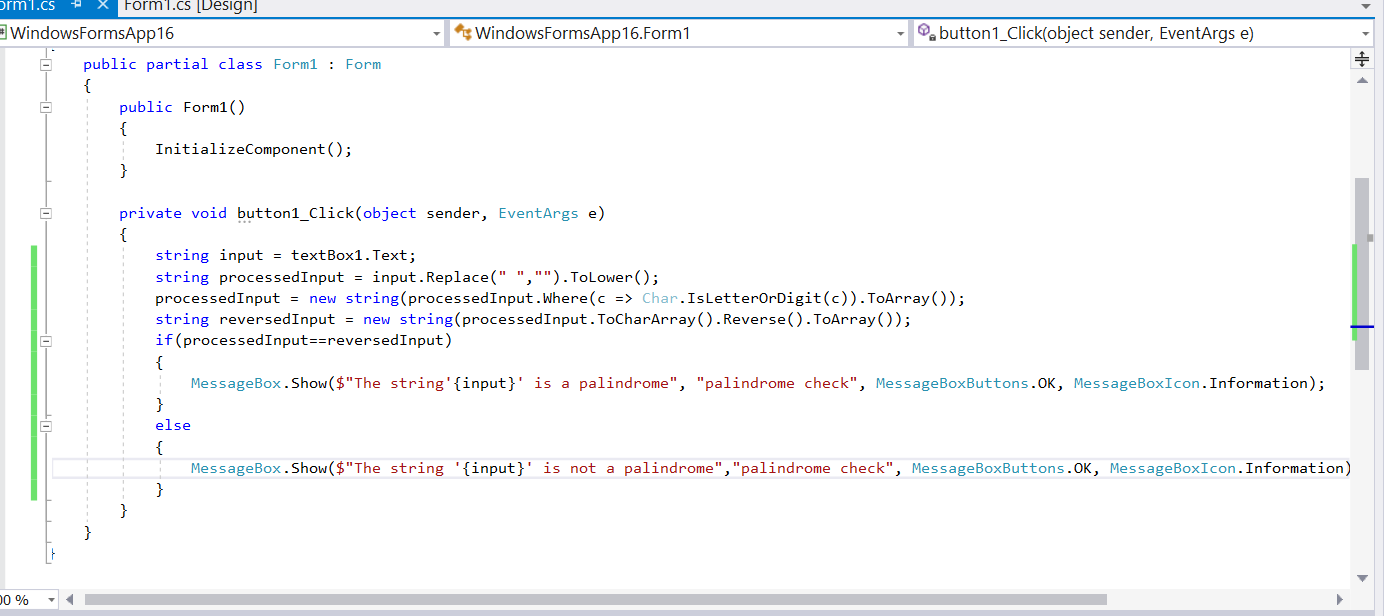 orm1.cs Form1.cs [Design]
WindowsFormsApp16 WindowsFormsApp16.Form1 button1_Click(object sender, EventArgs e)
public partial class Form1 : Form
{
public Form1()
{
InitializeComponent();
}
private void button1_Click(object sender, EventArgs e)
{
string input = textBox1.Text;
string processedInput = input.Replace(" ","").ToLower();
processedInput = new string(processedInput.Where(c => Char.IsLetterOrDigit(c)).ToArray());
string reversedInput = new string(processedInput.ToCharArray().Reverse().ToArray());
if(processedInput==reversedInput)
{
MessageBox.Show($"The string'{input}' is a palindrome", "palindrome check", MessageBoxButtons.OK, MessageBoxIcon.Information);
}
else
{
MessageBox.Show($"The string '{input}' is not a palindrome","palindrome check", MessageBoxButtons.OK, MessageBoxIcon.Information)
}
}
}
}
00 %